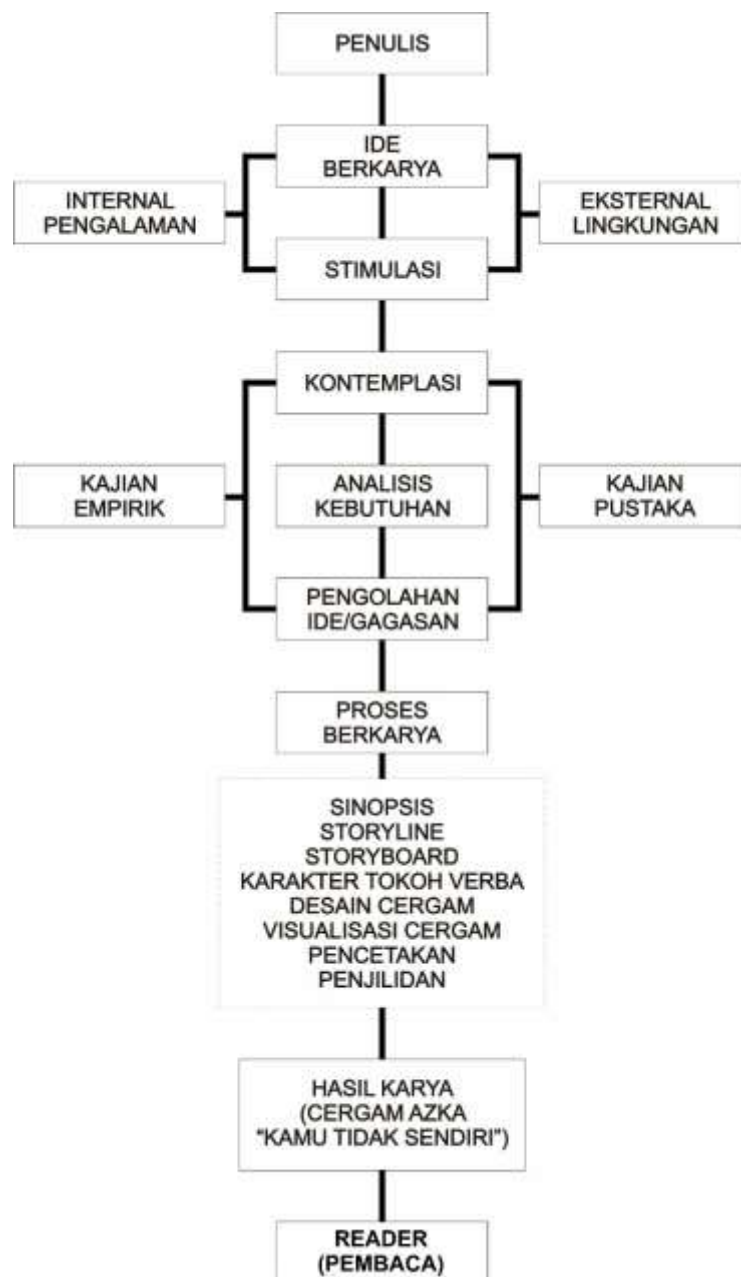 PENULIS
IDE
BERKARYA
INTERNAL
PENGALAMAN
EKSTERNAL
LINGKUNGAN
STIMULASI
KONTEMPLASI
KAJIAN
EMPIRIK
ANALISIS
KEBUTUHAN
KAJIAN
PUSTAKA
PENGOLAHAN
IDE/GAGASAN
PROSES
BERKARYA
SINOPSIS
STORYLINE
STORYBOARD
KARAKTER TOKOH VERBA
DESAIN CERGAM
VISUALISASI CERGAM
PENCETAKAN
PENJILIDAN
HASIL KARYA
(CERGAM AZKA
“KAMU TIDAK SENDIRI”)
READER
(PEMBACA)